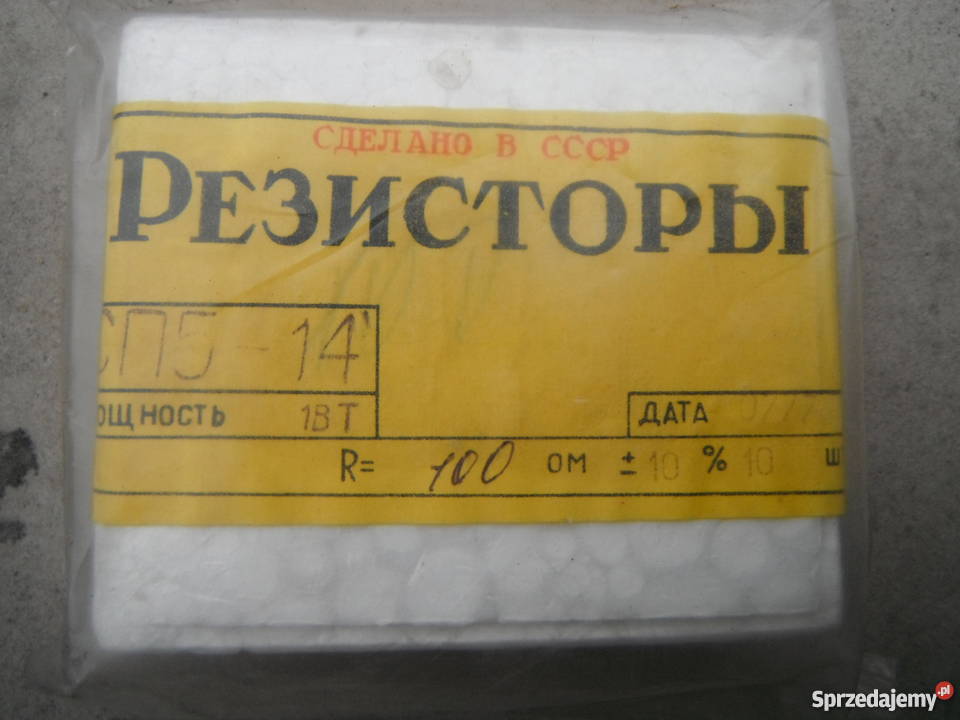 СДЕЛАНО В СССР
РЕЗИСТОРЫ
СП5-14
ОЩНОСТЬ 1ВТ
ДАТА
R= 100 ОМ ± 10 % 10 Ш
Sprzedajemy.pl